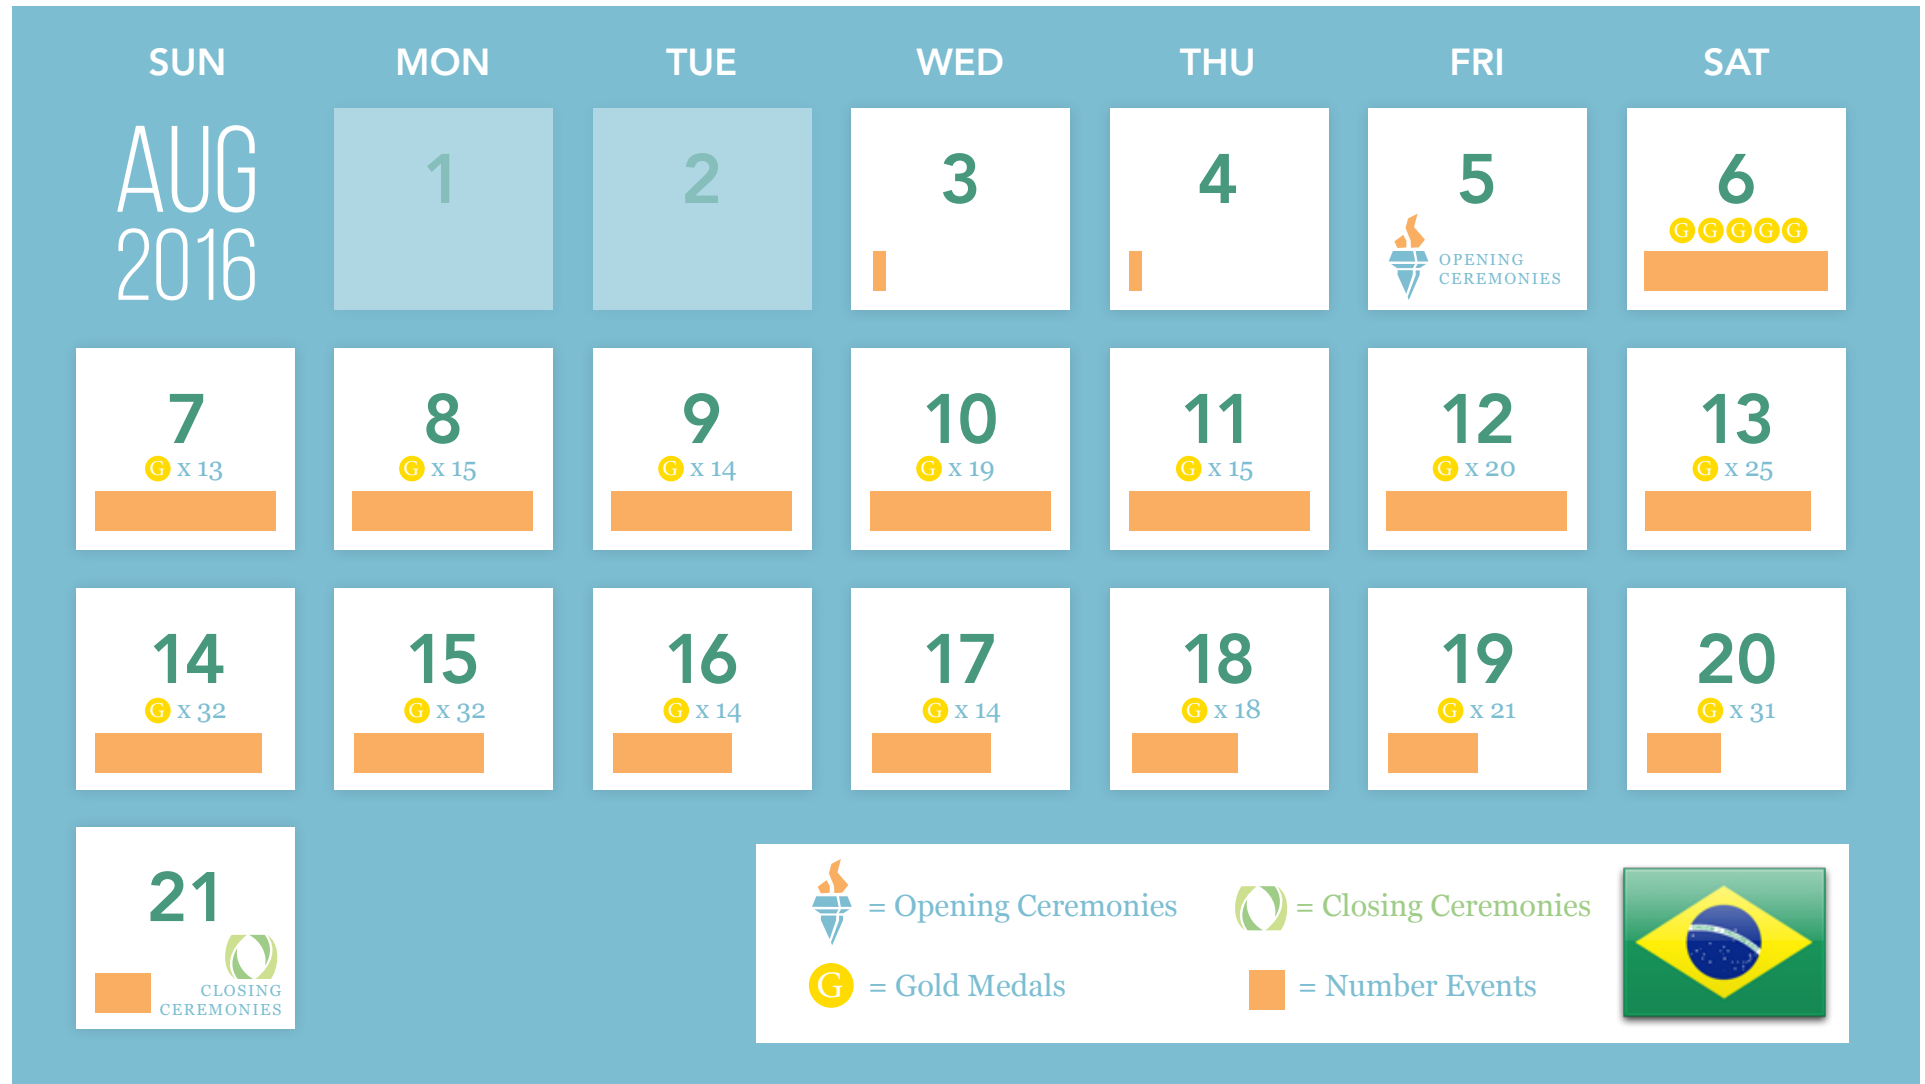 SUN MON TUE WED THU FRI SAT
AUG
2016
1 2 3 4 5 6
G G G G G
OPENING
CEREMONIES
7 8 9 10 11 12 13
G x 13 G x 15 G x 14 G x 19 G x 15 G x 20 G x 25
14 15 16 17 18 19 20
G x 32 G x 32 G x 14 G x 14 G x 18 G x 21 G x 31
21
CLOSING
CEREMONIES
= Opening Ceremonies = Closing Ceremonies
G = Gold Medals = Number Events